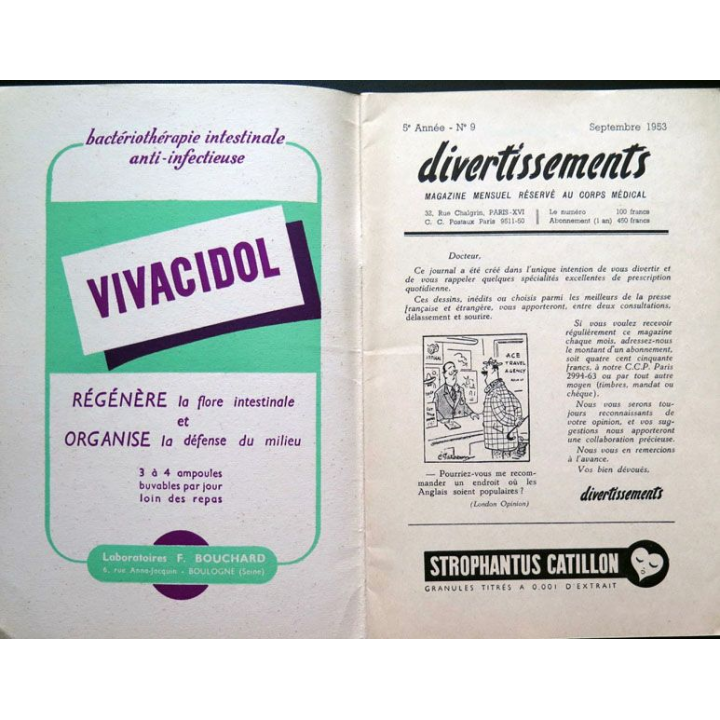 bactériothérapie intestinale
anti-infectieuse
VIVACIDOL
RÉGÉNÈRE la flore intestinale
et
ORGANISE la défense du milieu
3 à 4 ampoules
buvables par jour
loin des repas
Laboratoires F. BOUCHARD
6, rue Anna-Jacquin - BOULOGNE (Seine)
5e Année - No 9 Septembre 1953
divertissements
MAGAZINE MENSUEL RÉSERVÉ AU CORPS MÉDICAL
32, Rue Chalgrin, PARIS-XVI
C. C. Postaux Paris 9611-60
Le numéro 100 francs
Abonnement (1 an) 450 francs
Docteur,
Ce journal a été créé dans l'unique intention de vous divertir et
de vous rappeler quelques spécialités excellentes de prescription
quotidienne.
Ces dessins, inédits ou choisis parmi les meilleurs de la presse
française et étrangère, vous apporteront, entre deux consultations,
délassement et sourire.
ACE
TRAVEL
AGENCY
— Pourriez-vous me recom-
mander un endroit où les
Anglais soient populaires ?
(London Opinion)
Si vous voulez recevoir
régulièrement ce magazine
chaque mois, adressez-nous
le montant d'un abonnement,
soit quatre cent cinquante
francs, à notre C.C.P. Paris
2994-63 ou par tout autre
moyen (timbres, mandat ou
chèque).
Nous vous serons tou-
jours reconnaissants de
votre opinion, et vos sug-
gestions nous apporteront
une collaboration précieuse.
Nous vous en remercions
à l'avance.
Vos bien dévoués,
divertissements
STROPHANTUS CATILLON
GRANULES TITRÉS A 0.001 D'EXTRAIT